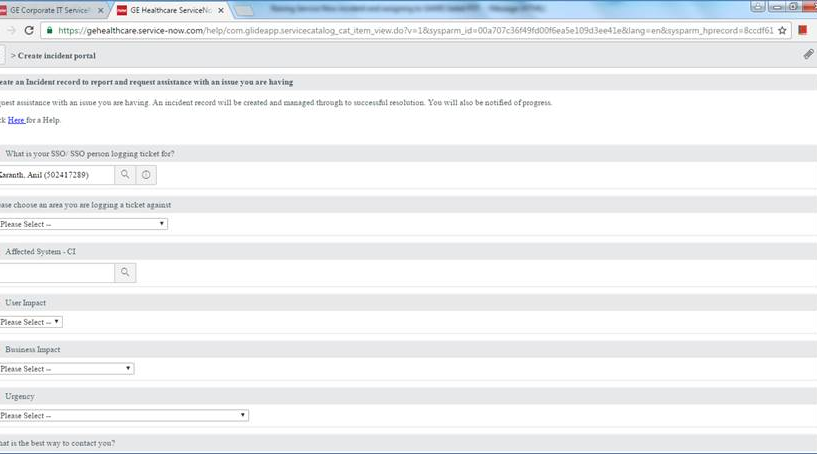 GE Corporate IT Service
GE Healthcare ServiceNo
https://gehealthcare.service-now.com/help/com.glideapp.servicecatalog_cat_item_view.do?v=1&sysparm_id=00a707c36f49fd00f6ea5e109d3ee41e&lang=en&sysparm_hprecord=8ccdf61
> Create incident portal
eate an Incident record to report and request assistance with an issue you are having
quest assistance with an issue you are having. An incident record will be created and managed through to successful resolution. You will also be notified of progress.
ck Here for a Help.
What is your SSO/ SSO person logging ticket for?
Karanth, Anil (502417289)
ease choose an area you are logging a ticket against
Please Select --
Affected System - CI
User Impact
Please Select --
Business Impact
Please Select --
Urgency
Please Select --
hat is the best way to contact you?